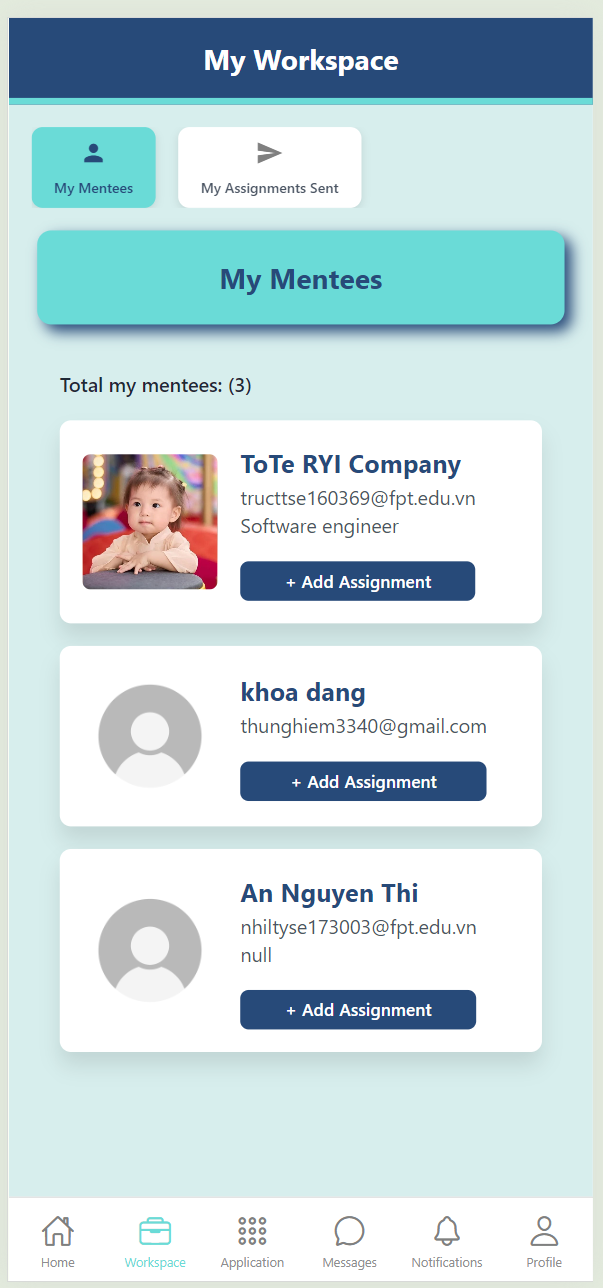 My Workspace
My Mentees
My Assignments Sent
My Mentees
Total my mentees: (3)
ToTe RYI Company
tructtse160369@fpt.edu.vn
Software engineer
+ Add Assignment
khoa dang
thunghiem3340@gmail.com
+ Add Assignment
An Nguyen Thi
nhiltyse173003@fpt.edu.vn
null
+ Add Assignment
Home
Workspace
Application
Messages
Notifications
Profile